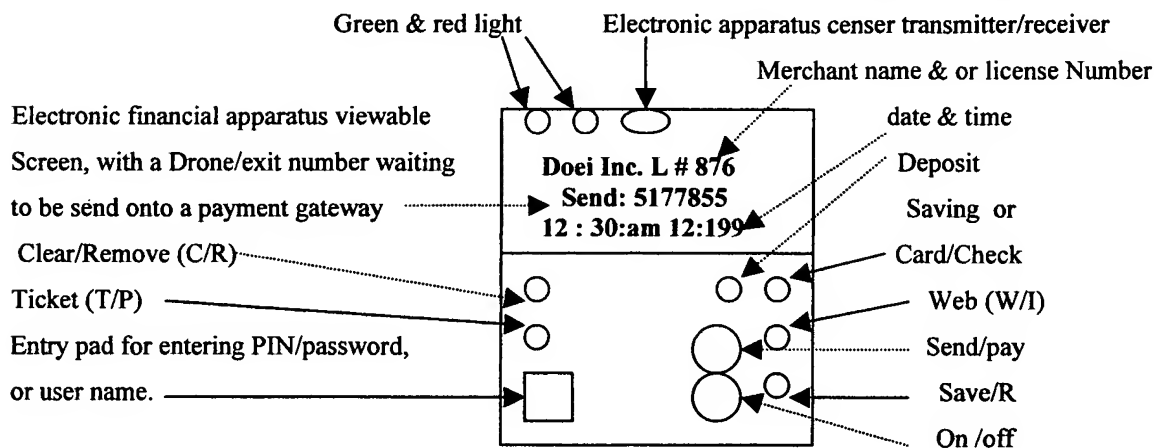 Green & red light
Electronic apparatus censer transmitter/receiver
Merchant name & or license Number
Electronic financial apparatus viewable
Screen, with a Drone/exit number waiting
to be send onto a payment gateway
Clear/Remove (C/R)
Ticket (T/P)
Entry pad for entering PIN/password,
or user name.
Doei Inc. L # 876
Send: 5177855
12 : 30:am 12:199
date & time
Deposit
Saving or
Card/Check
Web (W/I)
Send/pay
Save/R
On /off